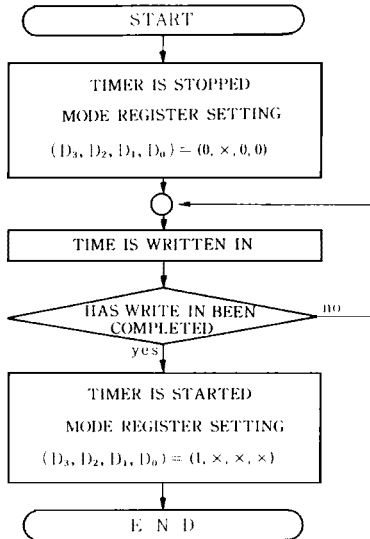 START
TIMER IS STOPPED
MODE REGISTER SETTING
(D₃, D₂, D₁, D₀) = (0, ×, 0, 0)
TIME IS WRITTEN IN
HAS WRITE IN BEEN
COMPLETED
no
yes
TIMER IS STARTED
MODE REGISTER SETTING
(D₃, D₂, D₁, D₀) = (1, ×, ×, ×)
E N D